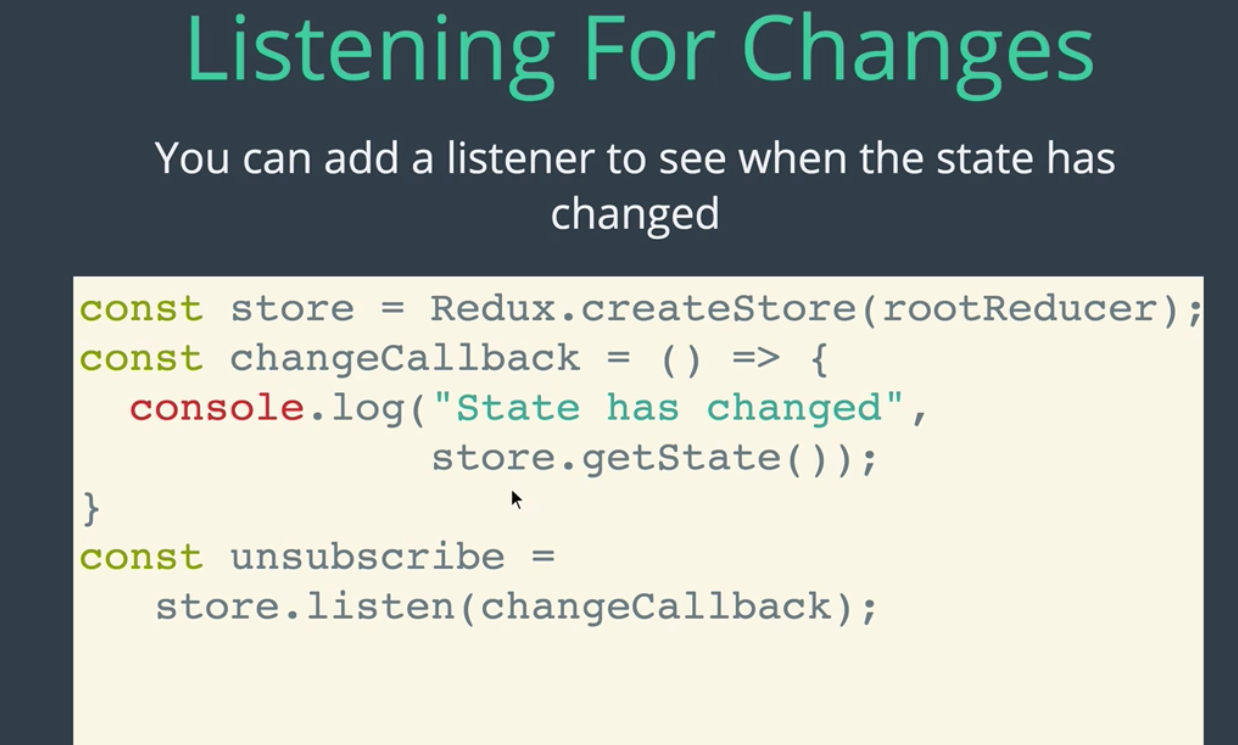 Listening For Changes
You can add a listener to see when the state has
changed
const store = Redux.createStore(rootReducer);
const changeCallback = () => {
  console.log("State has changed",
              store.getState());
}
const unsubscribe =
   store.listen(changeCallback);